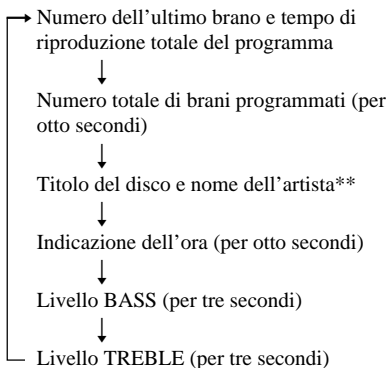 Numero dell'ultimo brano e tempo di
riproduzione totale del programma
Numero totale di brani programmati (per
otto secondi)
Titolo del disco e nome dell'artista**
Indicazione dell'ora (per otto secondi)
Livello BASS (per tre secondi)
Livello TREBLE (per tre secondi)